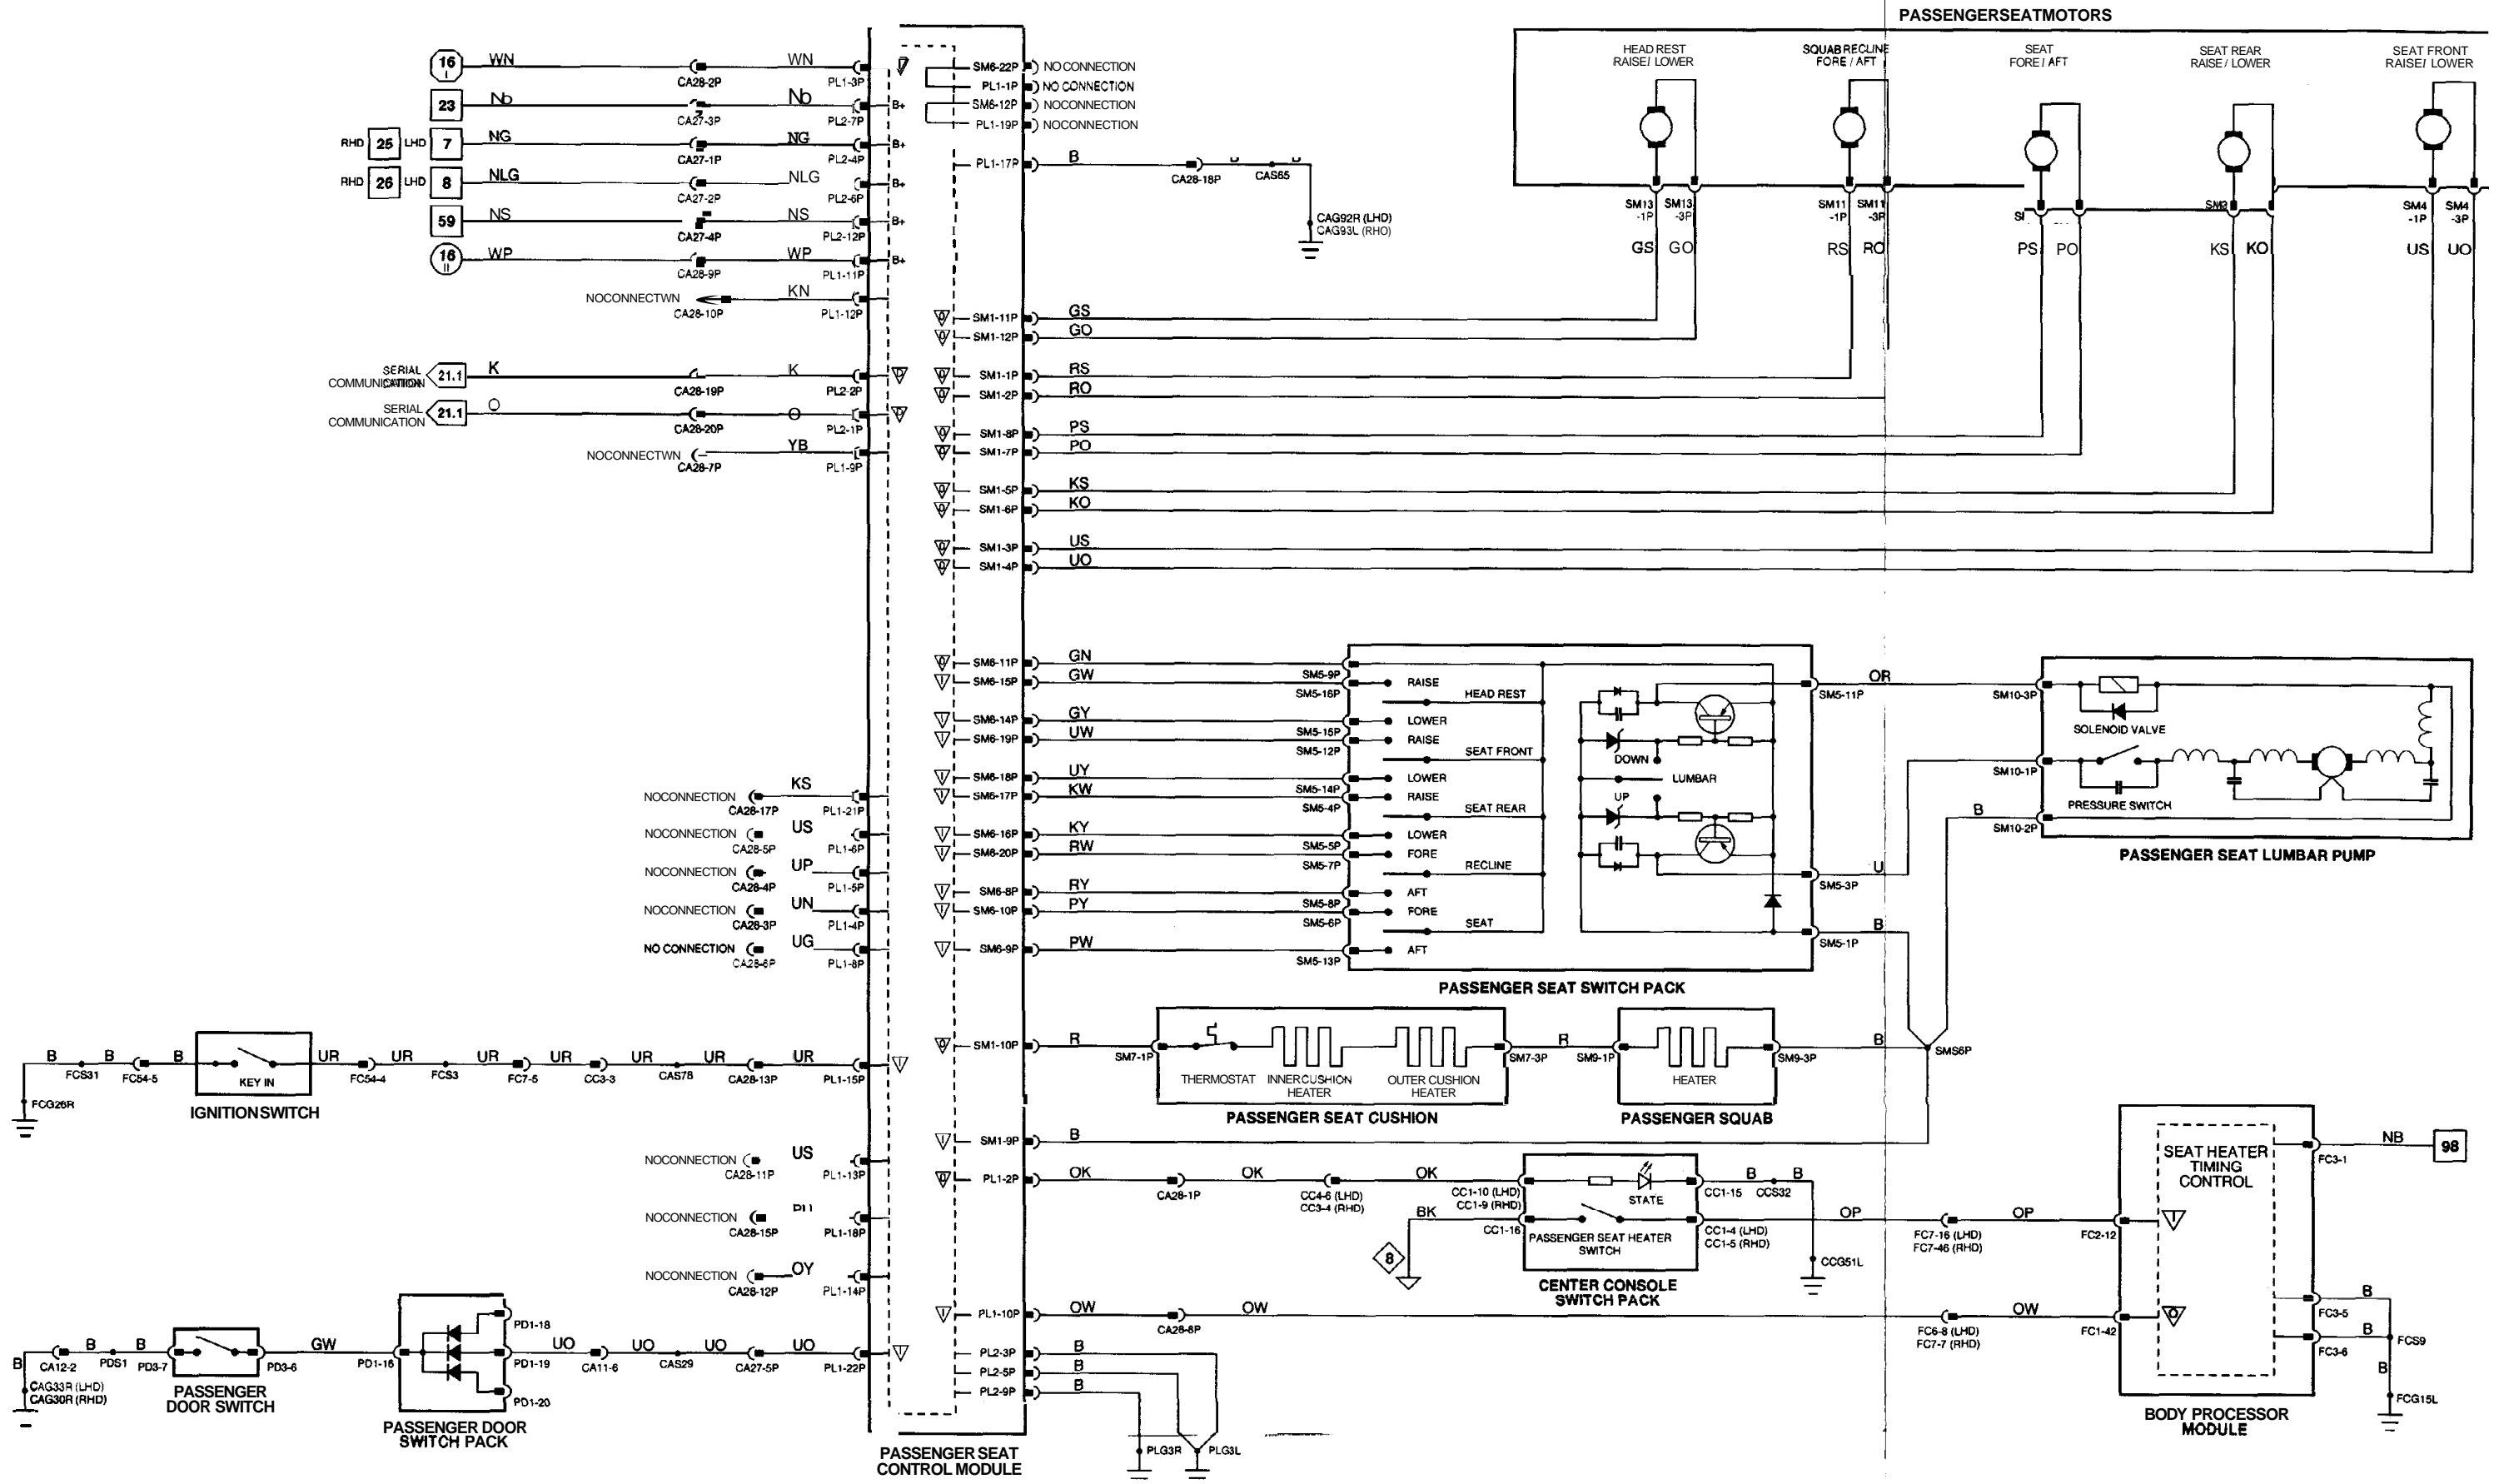 PASSENGERSEATMOTORS
HEAD REST
RAISE/ LOWER
SQUAB RECLINE
FORE / AFT
SEAT
FORE / AFT
SEAT REAR
RAISE/ LOWER
SEAT FRONT
RAISE/ LOWER
SM13
-1P
SM13
-3P
SM11
-1P
SM11
-3P
SM4
-1P
SM4
-3P
GS GO RS RO PS PO KS KO US UO
16
I
WN CA28-2P WN PL1-3P
23 CA27-3P PL2-7P B+
RHD 25 LHD 7 NG CA27-1P NG PL2-4P B+
RHD 26 LHD 8 NLG CA27-2P NLG PL2-6P B+
59 NS CA27-4P NS PL2-12P B+
16
II
WP CA28-9P WP PL1-11P B+
NOCONNECTWN CA28-10P KN PL1-12P
SERIAL
COMMUNICATION
21.1 K CA28-19P K PL2-2P
SERIAL
COMMUNICATION
21.1 O CA28-20P O PL2-1P
NOCONNECTWN CA28-7P YB PL1-9P
NOCONNECTION CA28-17P KS PL1-21P
NOCONNECTION CA28-5P US PL1-6P
NOCONNECTION CA28-4P UP PL1-5P
NOCONNECTION CA28-3P UN PL1-4P
NO CONNECTION CA28-6P UG PL1-8P
B FCS31 B FC54-5 B KEY IN UR FC54-4 UR FCS3 UR FC7-5 UR CC3-3 UR CAS78 UR CA28-13P UR PL1-15P
FCG26R
IGNITION SWITCH
NOCONNECTION CA28-11P US PL1-13P
NOCONNECTION CA28-15P PL1-18P
NOCONNECTION CA28-12P OY PL1-14P
B CA12-2 B PDS1 B PD3-7 PD3-6 GW PD1-16 PD1-18
PD1-19 UO CA11-6 UO CAS29 UO CA27-5P UO PL1-22P
PD1-20
CAG33R (LHD)
CAG30R (RHD)
PASSENGER
DOOR SWITCH
PASSENGER DOOR
SWITCH PACK
SM6-22P NO CONNECTION
PL1-1P NO CONNECTION
SM6-12P NOCONNECTION
PL1-19P NOCONNECTION
PL1-17P B CA28-18P CAS65
CAG92R (LHD)
CAG93L (RHO)
SM1-11P GS
SM1-12P GO
SM1-1P RS
SM1-2P RO
SM1-8P PS
SM1-7P PO
SM1-5P KS
SM1-6P KO
SM1-3P US
SM1-4P UO
SM6-11P GN SM5-9P
SM6-15P GW SM5-16P RAISE
HEAD REST
SM6-14P GY SM5-15P LOWER
SM6-19P UW SM5-12P RAISE
SEAT FRONT
SM6-18P UY SM5-14P LOWER
SM6-17P KW SM5-4P RAISE
SEAT REAR
SM6-16P KY SM5-5P LOWER
SM6-20P RW SM5-7P FORE
RECLINE
SM6-8P RY SM5-8P AFT
SM6-10P PY SM5-6P FORE
SEAT
SM6-9P PW SM5-13P AFT
DOWN
LUMBAR
UP
SM5-11P OR SM10-3P
SM5-3P U SM10-1P
SM5-1P B
B SM10-2P
PASSENGER SEAT SWITCH PACK
SOLENOID VALVE
PRESSURE SWITCH
PASSENGER SEAT LUMBAR PUMP
SM1-10P R SM7-1P SM7-3P R SM9-1P SM9-3P B SMS6P
THERMOSTAT
INNER CUSHION
HEATER
OUTER CUSHION
HEATER
HEATER
PASSENGER SEAT CUSHION
PASSENGER SQUAB
SM1-9P B
PL1-2P OK CA28-1P OK CC4-6 (LHD)
CC3-4 (RHD)
OK CC1-10 (LHD)
CC1-9 (RHD)
STATE
CC1-15 B CCS32 B
CCG51L
8 BK CC1-16
PASSENGER SEAT HEATER
SWITCH
CC1-4 (LHD)
CC1-5 (RHD)
OP FC7-16 (LHD)
FC7-46 (RHD)
OP FC2-12
CENTER CONSOLE
SWITCH PACK
PL1-10P OW CA28-8P OW FC6-8 (LHD)
FC7-7 (RHD)
OW FC1-42
PL2-3P B
PL2-5P B
PL2-9P B
PLG3R PLG3L
PASSENGER SEAT
CONTROL MODULE
SEAT HEATER
TIMING
CONTROL
FC3-1 NB 98
FC3-5 B
FC3-6 B FCS9
B
FCG15L
BODY PROCESSOR
MODULE